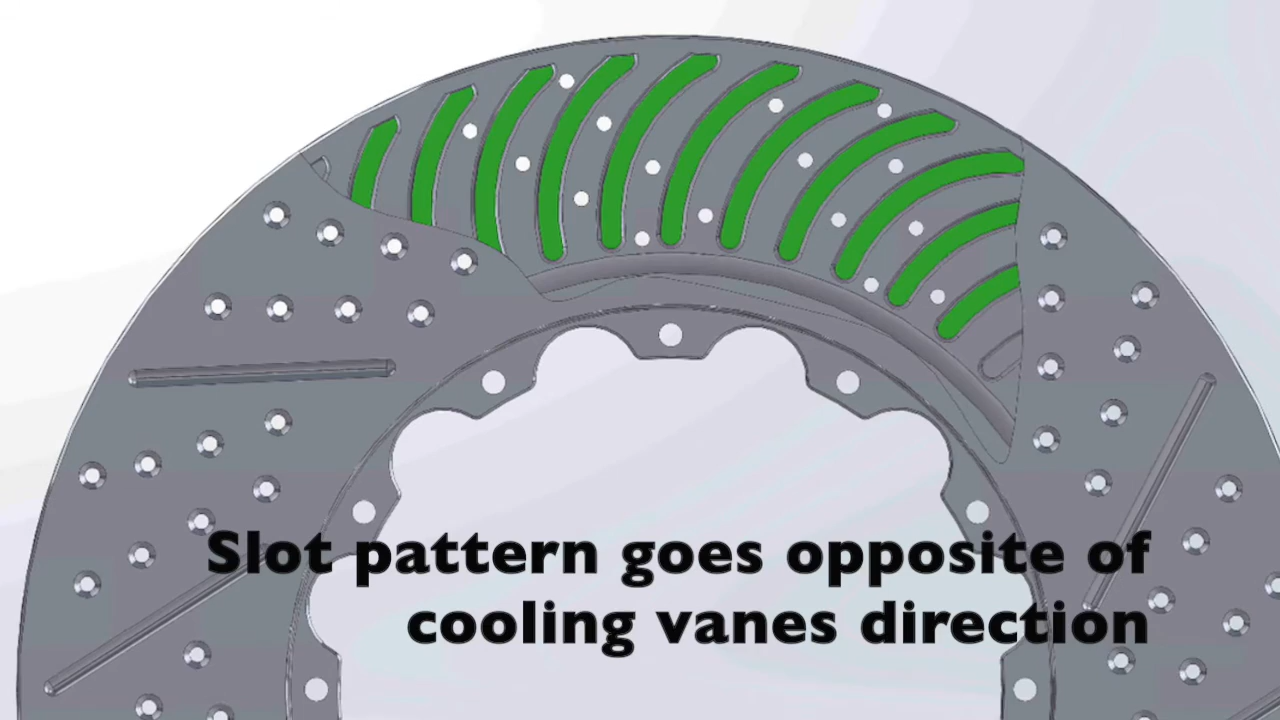 Slot pattern goes opposite of
cooling vanes direction